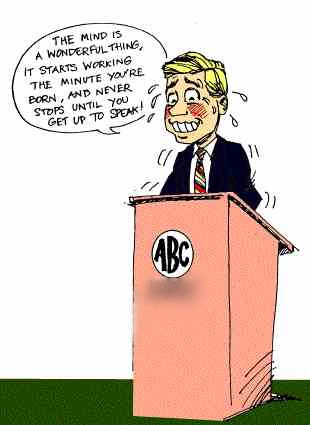 THE MIND IS
A WONDERFUL THING,
IT STARTS WORKING
THE MINUTE YOU'RE
BORN, AND NEVER
STOPS UNTIL YOU
GET UP TO SPEAK!
ABC